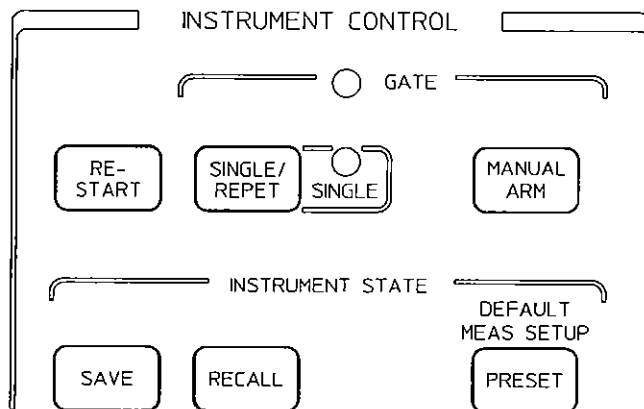 INSTRUMENT CONTROL
GATE
RE-
START
SINGLE/
REPET
SINGLE
MANUAL
ARM
INSTRUMENT STATE
DEFAULT
MEAS SETUP
SAVE
RECALL
PRESET